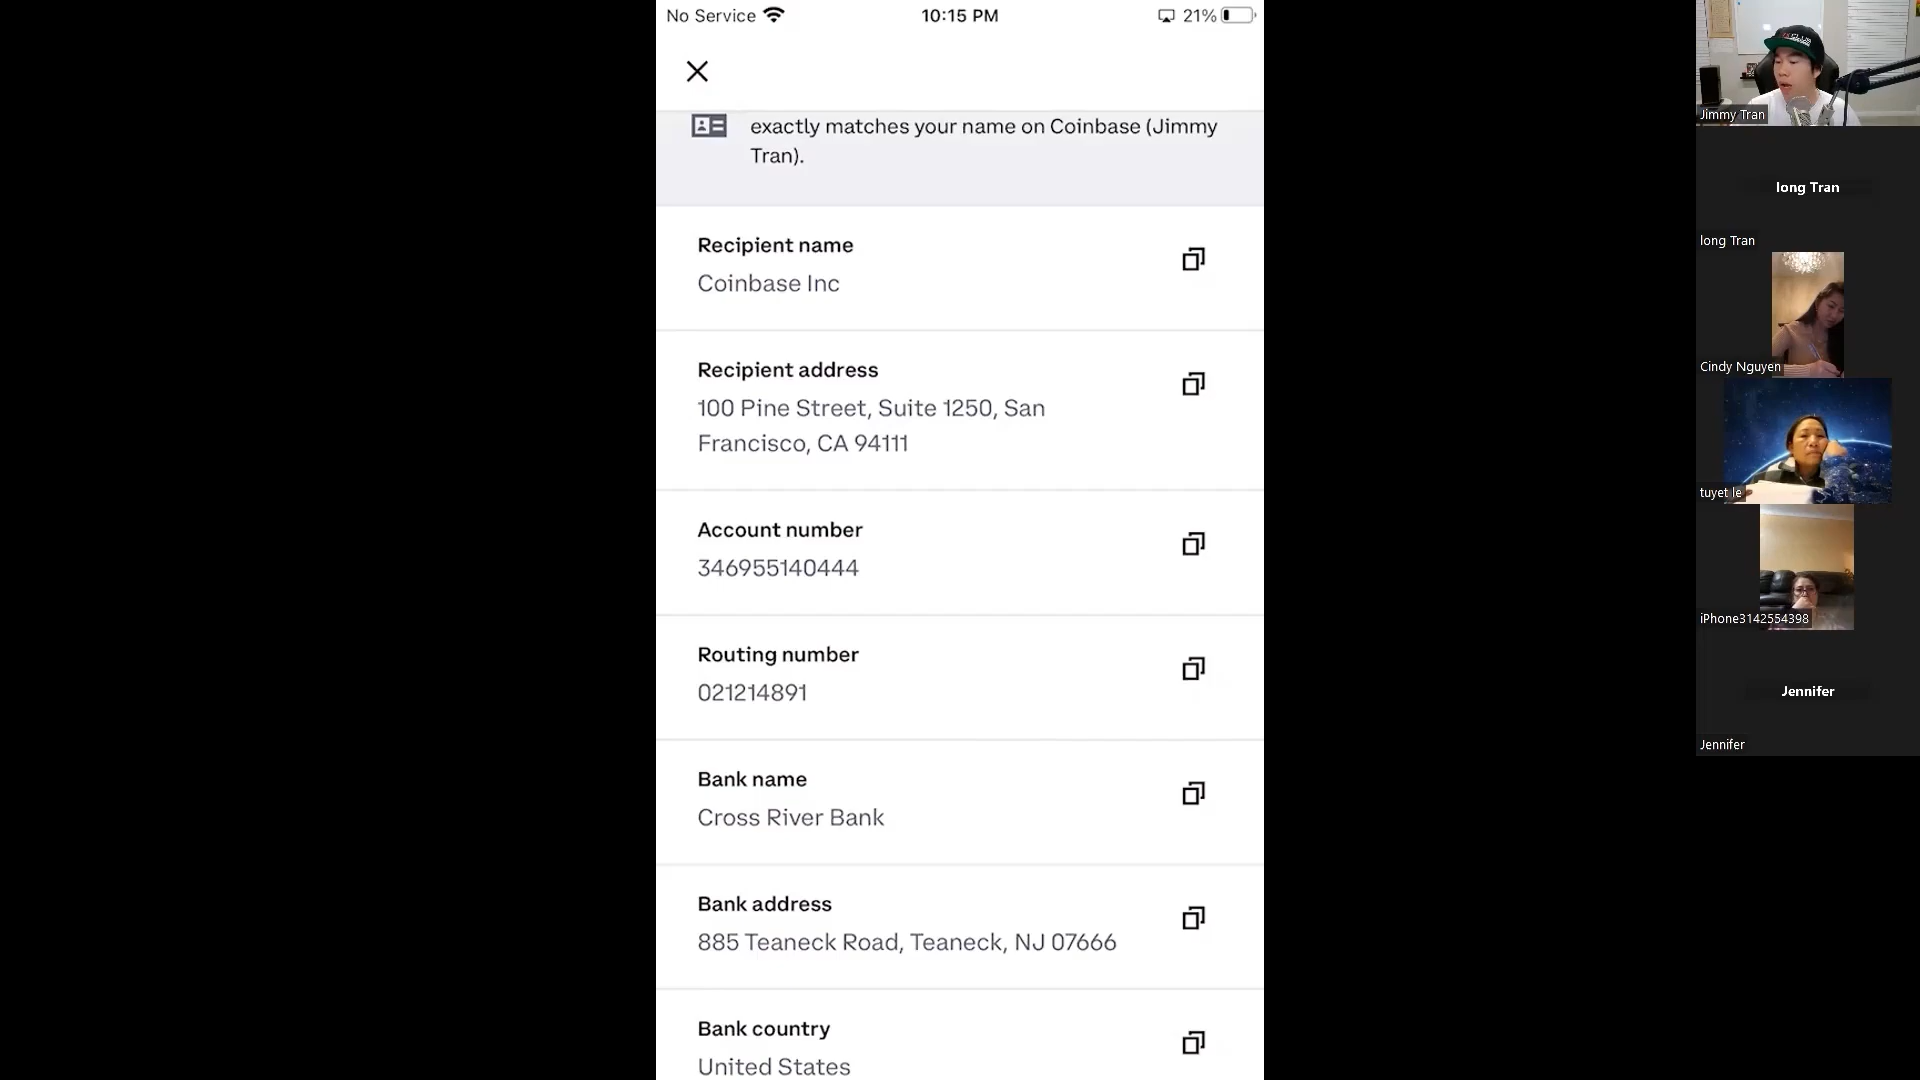 No Service
10:15 PM
21%
exactly matches your name on Coinbase (Jimmy
Tran).
Recipient name
Coinbase Inc
Recipient address
100 Pine Street, Suite 1250, San
Francisco, CA 94111
Account number
346955140444
Routing number
021214891
Bank name
Cross River Bank
Bank address
885 Teaneck Road, Teaneck, NJ 07666
Bank country
United States
Jimmy Tran
long Tran
long Tran
Cindy Nguyen
tuyet le
iPhone3142554398
Jennifer
Jennifer